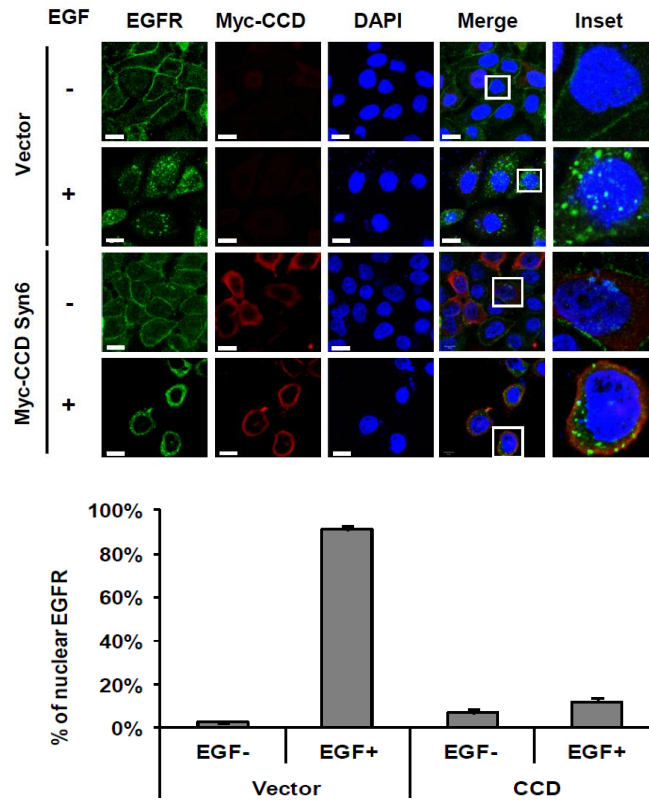 EGF EGFR Myc-CCD DAPI Merge Inset
Vector
-
+
Myc-CCD Syn6
-
+
% of nuclear EGFR
100%
80%
60%
40%
20%
0%
EGF- EGF+ EGF- EGF+
Vector CCD